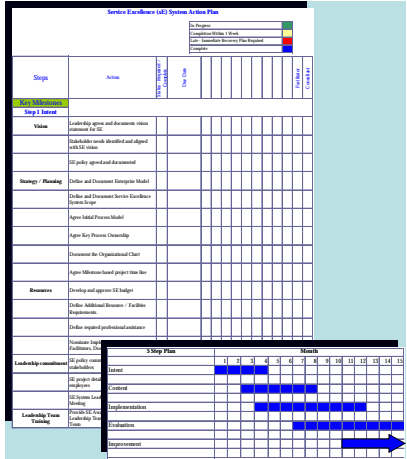 Service Excellence (sE) System Action Plan
In Progress
Completion Within 1 Week
Late - Immediate Recovery Plan Required
Complete
Steps
Action
Status - Required / Complete
Due Date
Facilitator
Consultant
Key Milestones
Step 1 Intent
Vision
Leadership agrees and documents vision
statement for SE
Stakeholder needs identified and aligned
with SE vision
SE policy agreed and documented
Strategy / Planning
Define and Document Enterprise Model
Define and Document Service Excellence
System Scope
Agree Initial Process Model
Agree Key Process Ownership
Document the Organizational Chart
Agree Milestone based project time line
Resources
Develop and approve SE budget
Define Additional Resource / Facilities
Requirements.
Define required professional assistance
Nominate
Facilitators,
Leadership commitment
SE policy
stakeholders
SE project
employees
SE System
Meeting
Leadership Team
Training
Provide SE
Leadership
Team
5 Step Plan
Month
1 2 3 4 5 6 7 8 9 10 11 12 13 14 15
Intent
Content
Implementation
Evaluation
Improvement